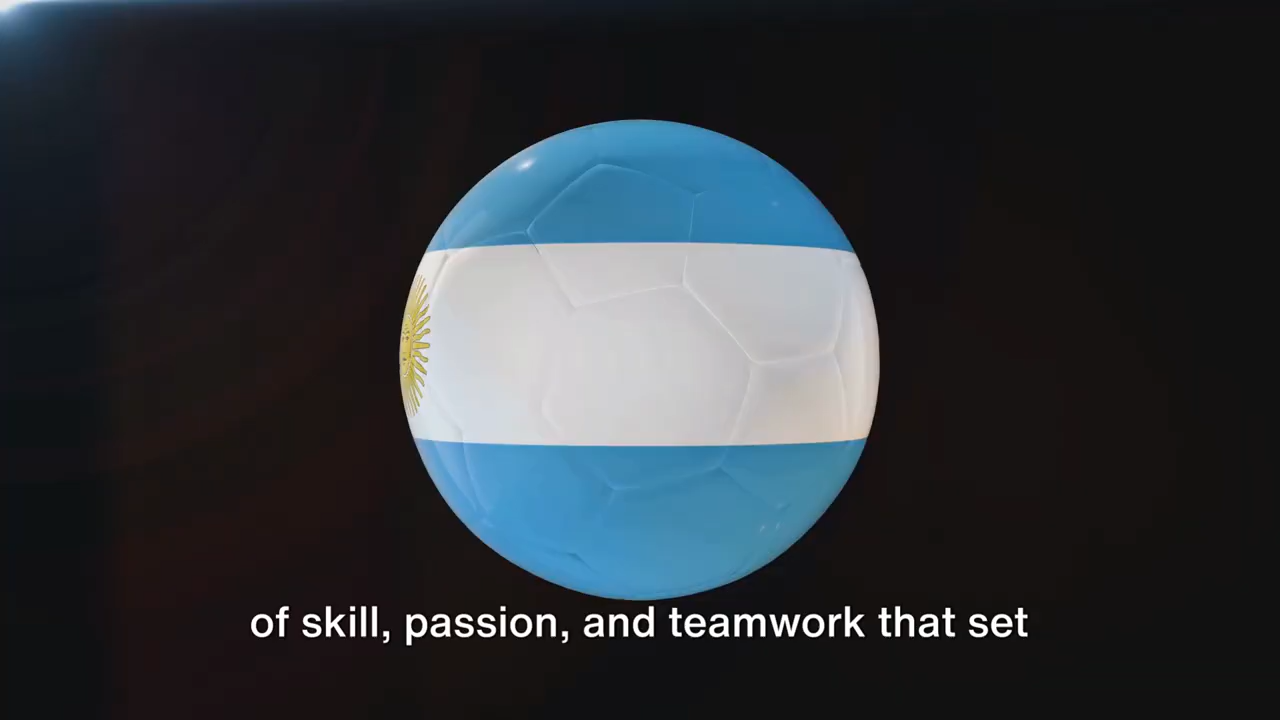 of skill, passion, and teamwork that set